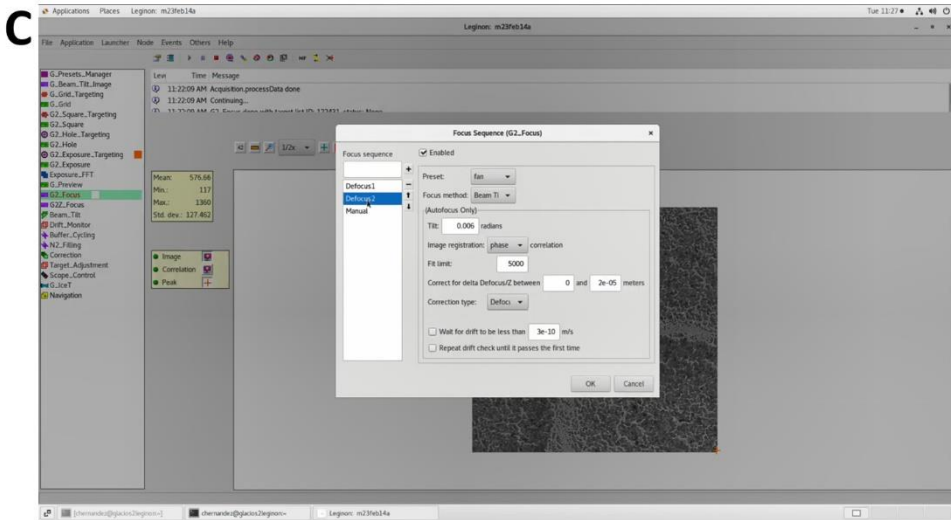 C
Applications Places Leginon: m23feb14a Tue 11:27
Leginon: m23feb14a
File Application Launcher Node Events Others Help
G_Presets_Manager
G_Beam_Tilt_Image
G_Grid_Targeting
G_Grid
G2_Square_Targeting
G2_Square
G2_Hole_Targeting
G2_Hole
G2_Exposure_Targeting
G2_Exposure
Exposure_FFT
G_Preview
G2_Focus
G2Z_Focus
Beam_Tilt
Drift_Monitor
Buffer_Cycling
N2_Filling
Correction
Target_Adjustment
Scope_Control
G_IceT
Navigation
Leve Time Message
11:22:09 AM Acquisition.processData done
11:22:09 AM Continuing...
1/2x
Mean: 576.66
Min.: 117
Max.: 1360
Std. dev.: 127.462
Image
Correlation
Peak
Focus Sequence (G2_Focus)
Focus sequence
Defocus1
Defocus2
Manual
Enabled
Preset: fan
Focus method: Beam Ti
(Autofocus Only)
Tilt: 0.006 radians
Image registration: phase correlation
Fit limit: 5000
Correct for delta Defocus/Z between 0 and 2e-05 meters
Correction type: Defoc
Wait for drift to be less than 3e-10 m/s
Repeat drift check until it passes the first time
OK Cancel
chernandez@glacios2leginon:~
Leginon: m23feb14a